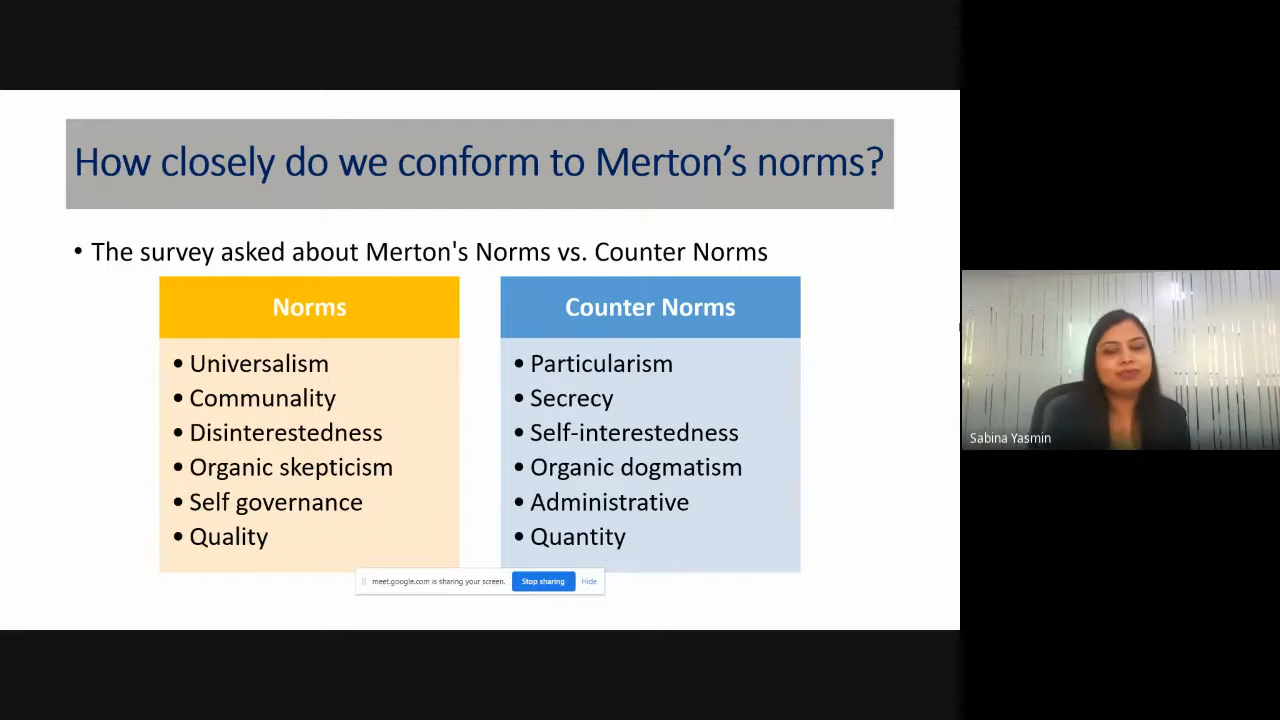 How closely do we conform to Merton's norms?
• The survey asked about Merton's Norms vs. Counter Norms
Norms
• Universalism
• Communality
• Disinterestedness
• Organic skepticism
• Self governance
• Quality
Counter Norms
• Particularism
• Secrecy
• Self-interestedness
• Organic dogmatism
• Administrative
• Quantity
meet.google.com is sharing your screen. Stop sharing Hide
Sabina Yasmin